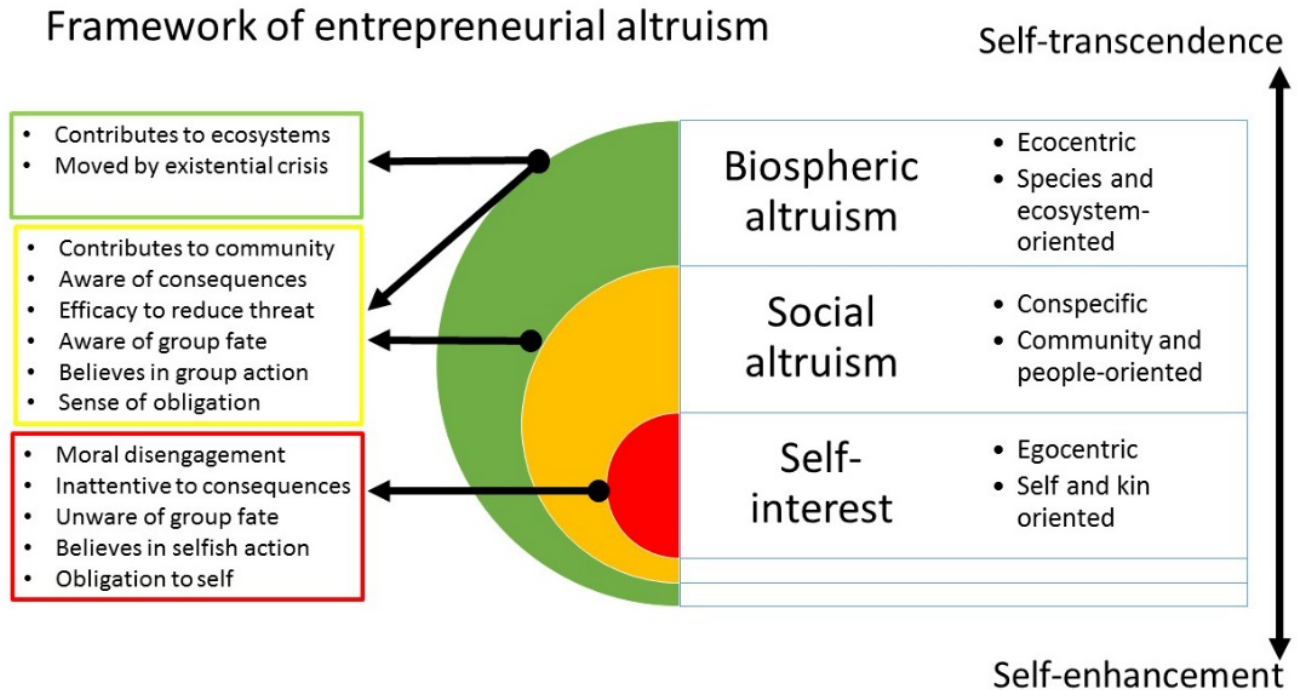 Framework of entrepreneurial altruism
Self-transcendence
• Contributes to ecosystems
• Moved by existential crisis
• Contributes to community
• Aware of consequences
• Efficacy to reduce threat
• Aware of group fate
• Believes in group action
• Sense of obligation
• Moral disengagement
• Inattentive to consequences
• Unware of group fate
• Believes in selfish action
• Obligation to self
Biospheric
altruism
• Ecocentric
• Species and
ecosystem-
oriented
Social
altruism
• Conspecific
• Community and
people-oriented
Self-
interest
• Egocentric
• Self and kin
oriented
Self-enhancement